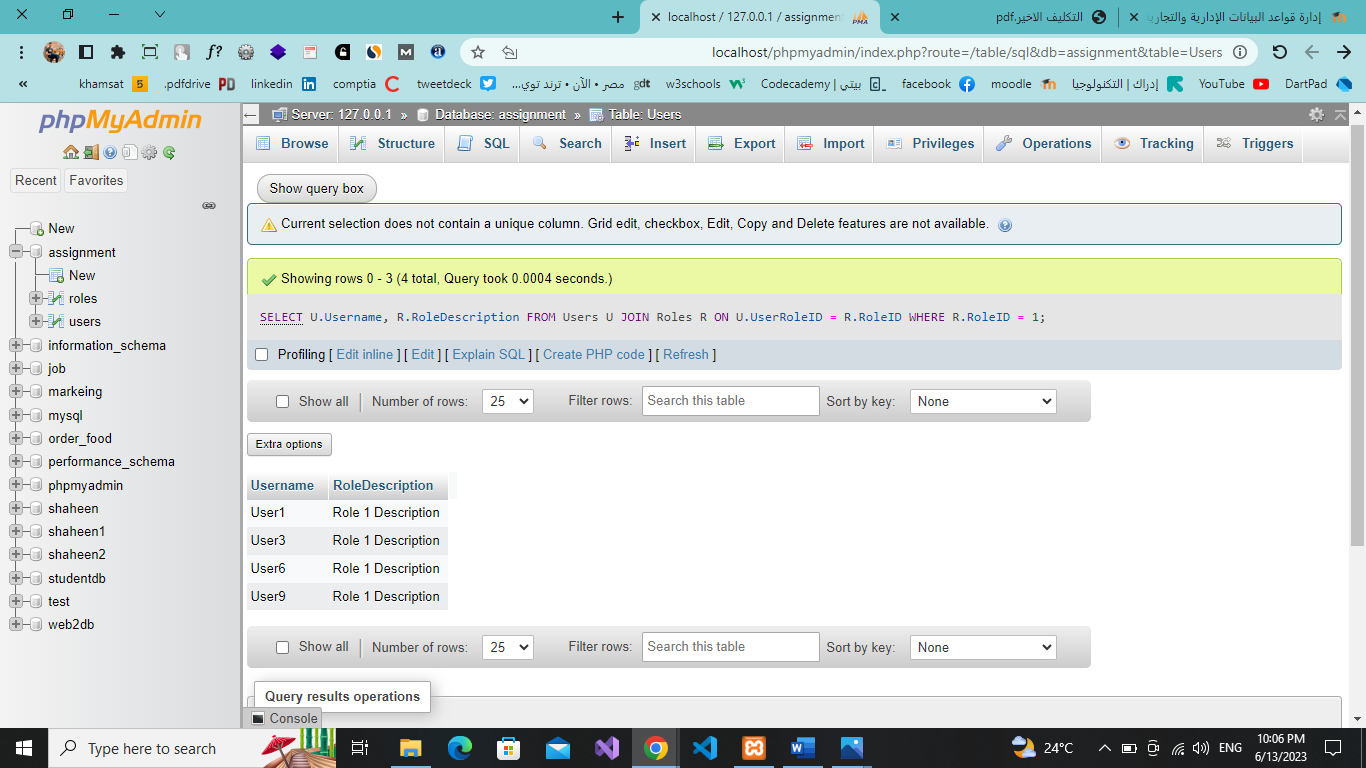 localhost / 127.0.0.1 / assignment
التكليف الاخير.pdf
إدارة قواعد البيانات الإدارية والتجارية
localhost/phpmyadmin/index.php?route=/table/sql&db=assignment&table=Users
khamsat
.pdfdrive
linkedin
comptia
tweetdeck
مصر • الآن • ترند توي...
gdt
w3schools
Codecademy | بيتي
facebook
moodle
إدراك | التكنولوجيا
YouTube
DartPad
phpMyAdmin
Recent
Favorites
New
assignment
New
roles
users
information_schema
job
markeing
mysql
order_food
performance_schema
phpmyadmin
shaheen
shaheen1
shaheen2
studentdb
test
web2db
Server: 127.0.0.1 » Database: assignment » Table: Users
Browse Structure SQL Search Insert Export Import Privileges Operations Tracking Triggers
Show query box
Current selection does not contain a unique column. Grid edit, checkbox, Edit, Copy and Delete features are not available.
Showing rows 0 - 3 (4 total, Query took 0.0004 seconds.)
SELECT U.Username, R.RoleDescription FROM Users U JOIN Roles R ON U.UserRoleID = R.RoleID WHERE R.RoleID = 1;
Profiling [ Edit inline ] [ Edit ] [ Explain SQL ] [ Create PHP code ] [ Refresh ]
Show all | Number of rows: 25 Filter rows: Search this table Sort by key: None
Extra options
Username RoleDescription
User1 Role 1 Description
User3 Role 1 Description
User6 Role 1 Description
User9 Role 1 Description
Show all | Number of rows: 25 Filter rows: Search this table Sort by key: None
Query results operations
Console
Type here to search
24°C
ENG
10:06 PM
6/13/2023